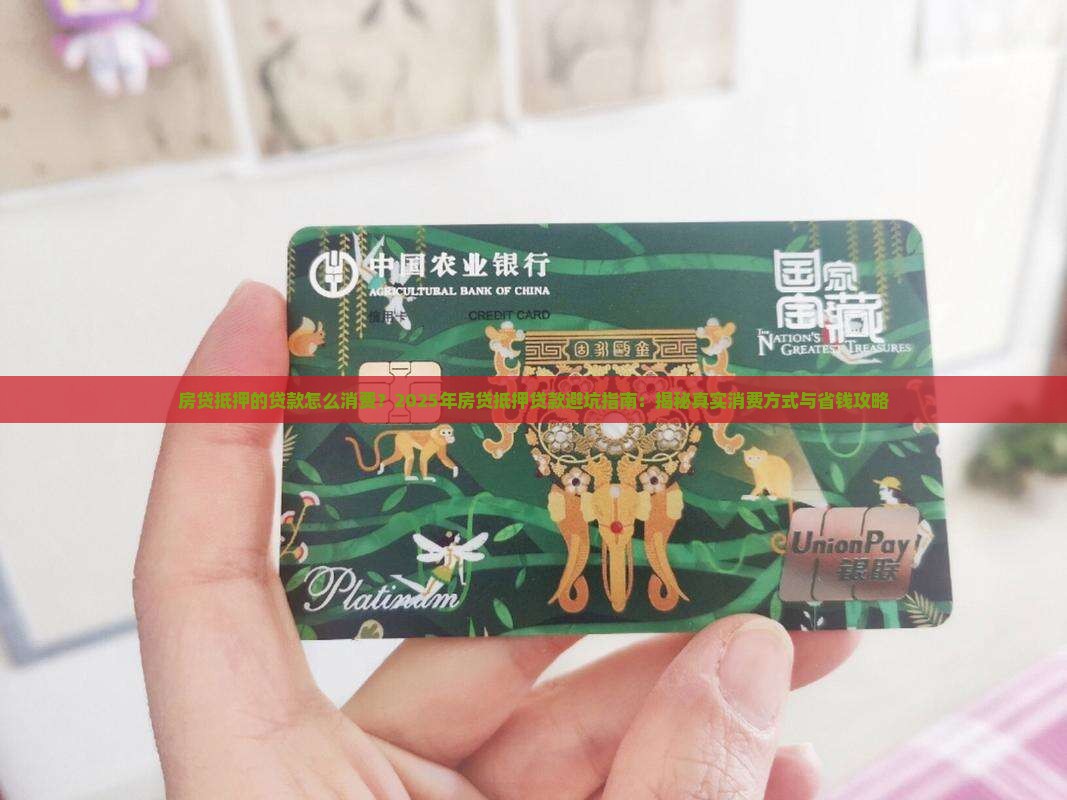 中国农业银行
AGRICULTURAL BANK OF CHINA
信用卡 CREDIT CARD
国家宝藏
THE NATION'S GREATEST TREASURES
房贷抵押的贷款怎么消费？2025年房贷抵押贷款避坑指南：揭秘真实消费方式与省钱攻略
UnionPay
银联
Platinum